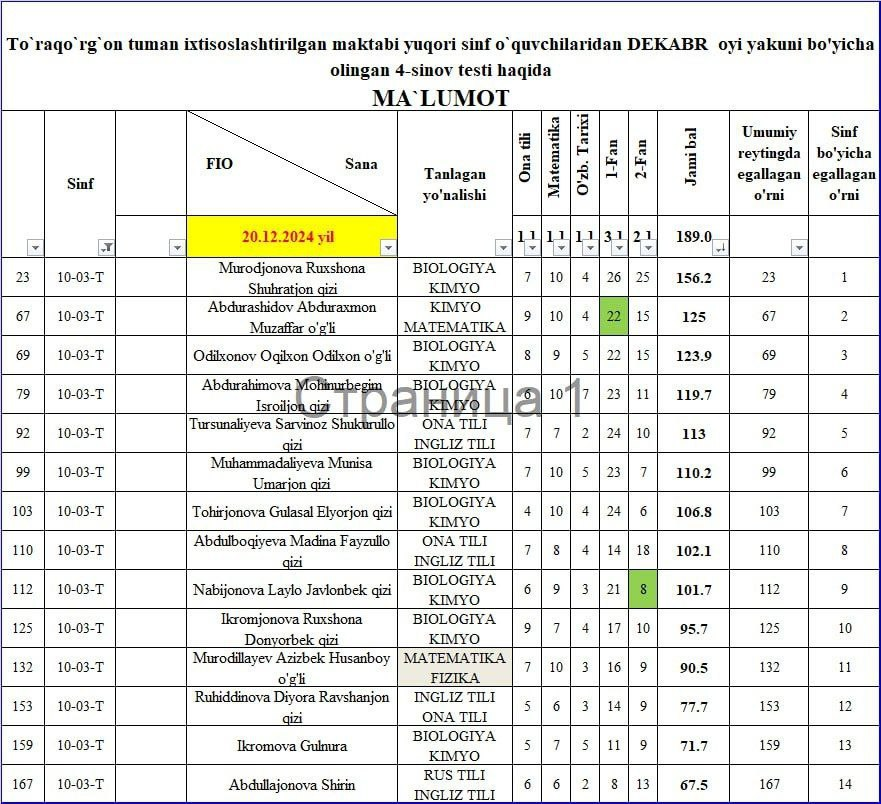 To`raqo`rg`on tuman ixtisoslashtirilgan maktabi yuqori sinf o`quvchilaridan DEKABR oyi yakuni bo'yicha
olingan 4-sinov testi haqida
MA`LUMOT
Sinf FIO Sana Tanlagan yo'nalishi Ona tili Matematika O'zb. Tarixi 1-Fan 2-Fan Jami bal Umumiy reytingda egallagan o'rni Sinf bo'yicha egallagan o'rni
20.12.2024 yil 1.1 1.1 1.1 3.1 2.1 189.0
23 10-03-T Murodjonova Ruxshona Shuhratjon qizi BIOLOGIYA KIMYO 7 10 4 26 25 156.2 23 1
67 10-03-T Abdurashidov Abduraxmon Muzaffar o'g'li KIMYO MATEMATIKA 9 10 4 22 15 125 67 2
69 10-03-T Odilxonov Oqilxon Odilxon o'g'li BIOLOGIYA KIMYO 8 9 5 22 15 123.9 69 3
79 10-03-T Abdurahimova Mohinurbegim Isroiljon qizi BIOLOGIYA KIMYO 6 10 7 23 11 119.7 79 4
Страница 1
92 10-03-T Tursunaliyeva Sarvinoz Shukurullo qizi ONA TILI INGLIZ TILI 7 7 2 24 10 113 92 5
99 10-03-T Muhammadaliyeva Munisa Umarjon qizi BIOLOGIYA KIMYO 7 10 5 23 7 110.2 99 6
103 10-03-T Tohirjonova Gulasal Elyorjon qizi BIOLOGIYA KIMYO 4 10 4 24 6 106.8 103 7
110 10-03-T Abdulboqiyeva Madina Fayzullo qizi ONA TILI INGLIZ TILI 7 8 4 14 18 102.1 110 8
112 10-03-T Nabijonova Laylo Javlonbek qizi BIOLOGIYA KIMYO 6 9 3 21 8 101.7 112 9
125 10-03-T Ikromjonova Ruxshona Donyorbek qizi BIOLOGIYA KIMYO 9 7 4 17 10 95.7 125 10
132 10-03-T Murodillayev Azizbek Husanboy o'g'li MATEMATIKA FIZIKA 7 10 3 16 9 90.5 132 11
153 10-03-T Ruhiddinova Diyora Ravshanjon qizi INGLIZ TILI ONA TILI 5 6 3 14 9 77.7 153 12
159 10-03-T Ikromova Gulnura BIOLOGIYA KIMYO 5 7 5 11 9 71.7 159 13
167 10-03-T Abdullajonova Shirin RUS TILI INGLIZ TILI 6 6 2 8 13 67.5 167 14